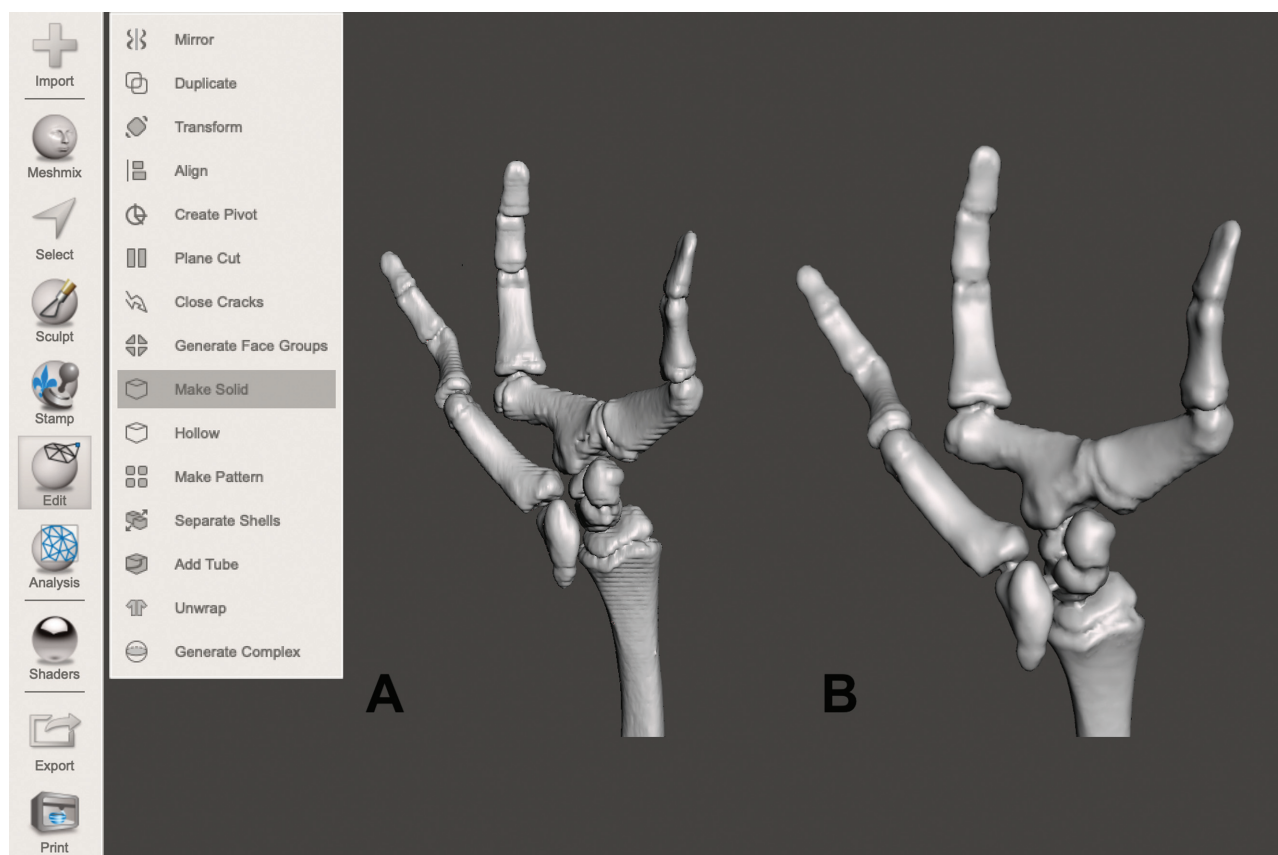 Import
Meshmix
Select
Sculpt
Stamp
Edit
Analysis
Shaders
Export
Print
Mirror
Duplicate
Transform
Align
Create Pivot
Plane Cut
Close Cracks
Generate Face Groups
Make Solid
Hollow
Make Pattern
Separate Shells
Add Tube
Unwrap
Generate Complex
A
B